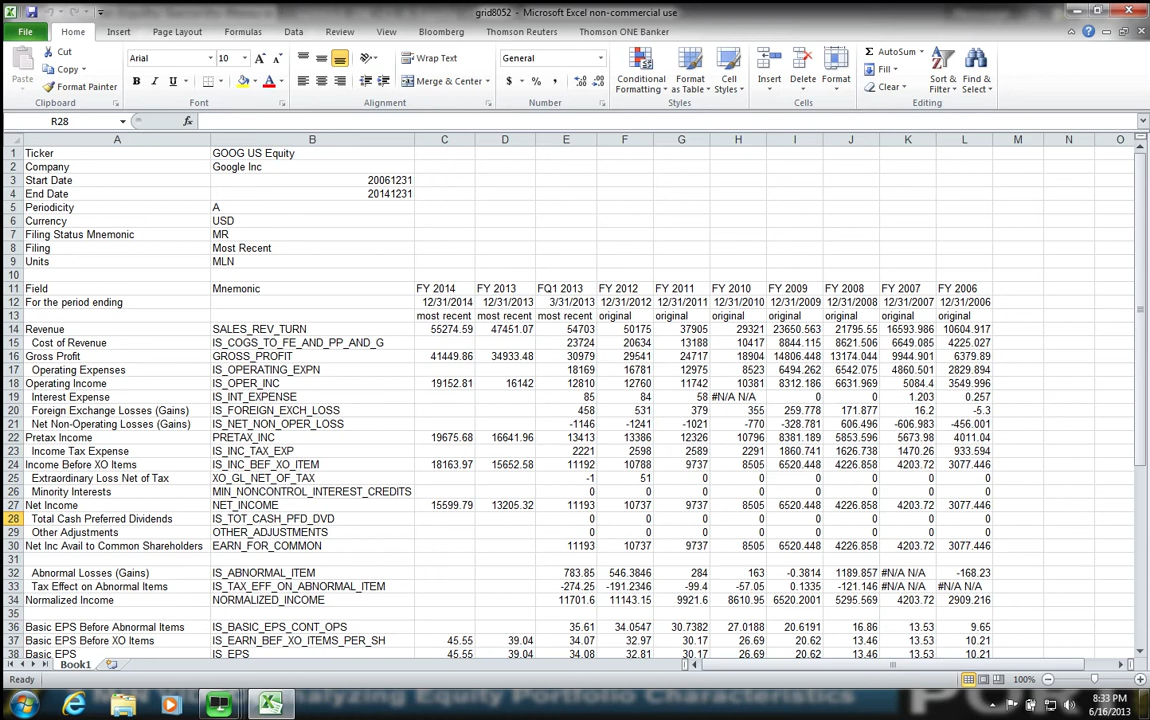 grid8052 - Microsoft Excel non-commercial use
File Home Insert Page Layout Formulas Data Review View Bloomberg Thomson Reuters Thomson ONE Banker
Paste Cut Arial 10 Wrap Text General Conditional Formatting Format as Table Cell Styles Insert Delete Format AutoSum Sort & Filter Find & Select
Copy Fill
Format Painter B I U Merge & Center $ % , Clear
Clipboard Font Alignment Number Styles Cells Editing
R28 fx
A B C D E F G H I J K L M N O
1 Ticker GOOG US Equity
2 Company Google Inc
3 Start Date 20061231
4 End Date 20141231
5 Periodicity A
6 Currency USD
7 Filing Status Mnemonic MR
8 Filing Most Recent
9 Units MLN
10
11 Field Mnemonic FY 2014 FY 2013 FQ1 2013 FY 2012 FY 2011 FY 2010 FY 2009 FY 2008 FY 2007 FY 2006
12 For the period ending 12/31/2014 12/31/2013 3/31/2013 12/31/2012 12/31/2011 12/31/2010 12/31/2009 12/31/2008 12/31/2007 12/31/2006
13 most recent most recent most recent original original original original original original original
14 Revenue SALES_REV_TURN 55274.59 47451.07 54703 50175 37905 29321 23650.563 21795.55 16593.986 10604.917
15 Cost of Revenue IS_COGS_TO_FE_AND_PP_AND_G 23724 20634 13188 10417 8844.115 8621.506 6649.085 4225.027
16 Gross Profit GROSS_PROFIT 41449.86 34933.48 30979 29541 24717 18904 14806.448 13174.044 9944.901 6379.89
17 Operating Expenses IS_OPERATING_EXPN 18169 16781 12975 8523 6494.262 6542.075 4860.501 2829.894
18 Operating Income IS_OPER_INC 19152.81 16142 12810 12760 11742 10381 8312.186 6631.969 5084.4 3549.996
19 Interest Expense IS_INT_EXPENSE 85 84 58 #N/A N/A 0 0 1.203 0.257
20 Foreign Exchange Losses (Gains) IS_FOREIGN_EXCH_LOSS 458 531 379 355 259.778 171.877 16.2 -5.3
21 Net Non-Operating Losses (Gains) IS_NET_NON_OPER_LOSS -1146 -1241 -1021 -770 -328.781 606.496 -606.983 -456.001
22 Pretax Income PRETAX_INC 19675.68 16641.96 13413 13386 12326 10796 8381.189 5853.596 5673.98 4011.04
23 Income Tax Expense IS_INC_TAX_EXP 2221 2598 2589 2291 1860.741 1626.738 1470.26 933.594
24 Income Before XO Items IS_INC_BEF_XO_ITEM 18163.97 15652.58 11192 10788 9737 8505 6520.448 4226.858 4203.72 3077.446
25 Extraordinary Loss Net of Tax XO_GL_NET_OF_TAX -1 51 0 0 0 0 0 0
26 Minority Interests MIN_NONCONTROL_INTEREST_CREDITS 0 0 0 0 0 0 0 0
27 Net Income NET_INCOME 15599.79 13205.32 11193 10737 9737 8505 6520.448 4226.858 4203.72 3077.446
28 Total Cash Preferred Dividends IS_TOT_CASH_PFD_DVD 0 0 0 0 0 0 0 0
29 Other Adjustments OTHER_ADJUSTMENTS 0 0 0 0 0 0 0 0
30 Net Inc Avail to Common Shareholders EARN_FOR_COMMON 11193 10737 9737 8505 6520.448 4226.858 4203.72 3077.446
31
32 Abnormal Losses (Gains) IS_ABNORMAL_ITEM 783.85 546.3846 284 163 -0.3814 1189.857 #N/A N/A -168.23
33 Tax Effect on Abnormal Items IS_TAX_EFF_ON_ABNORMAL_ITEM -274.25 -191.2346 -99.4 -57.05 0.1335 -121.146 #N/A N/A #N/A N/A
34 Normalized Income NORMALIZED_INCOME 11701.6 11143.15 9921.6 8610.95 6520.2001 5295.569 4203.72 2909.216
35
36 Basic EPS Before Abnormal Items IS_BASIC_EPS_CONT_OPS 35.61 34.0547 30.7382 27.0188 20.6191 16.86 13.53 9.65
37 Basic EPS Before XO Items IS_EARN_BEF_XO_ITEMS_PER_SH 45.55 39.04 34.07 32.97 30.17 26.69 20.62 13.46 13.53 10.21
38 Basic EPS IS_EPS 45.55 39.04 34.08 32.81 30.17 26.69 20.62 13.46 13.53 10.21
Book1
Ready 100%
alyzing Equity Portfolio Characteristics
8:33 PM
6/16/2013